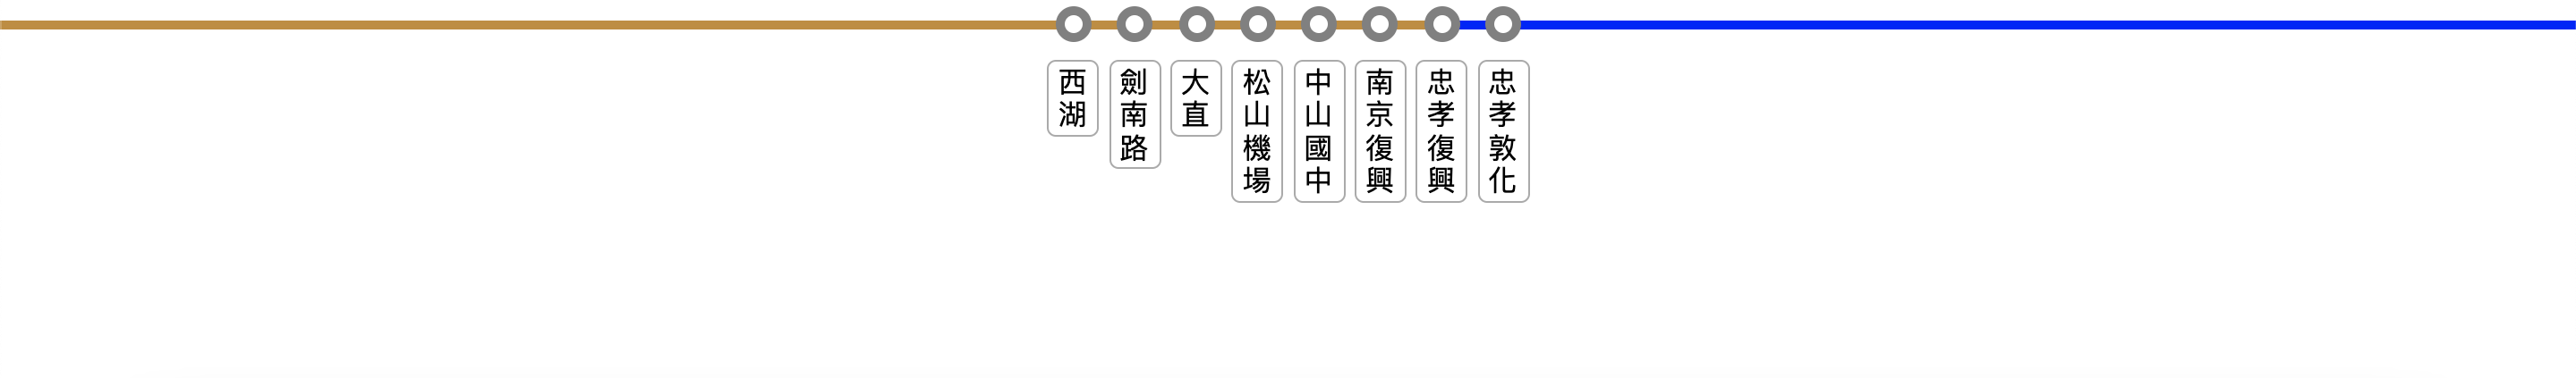 西湖
劍南路
大直
松山機場
中山國中
南京復興
忠孝復興
忠孝敦化